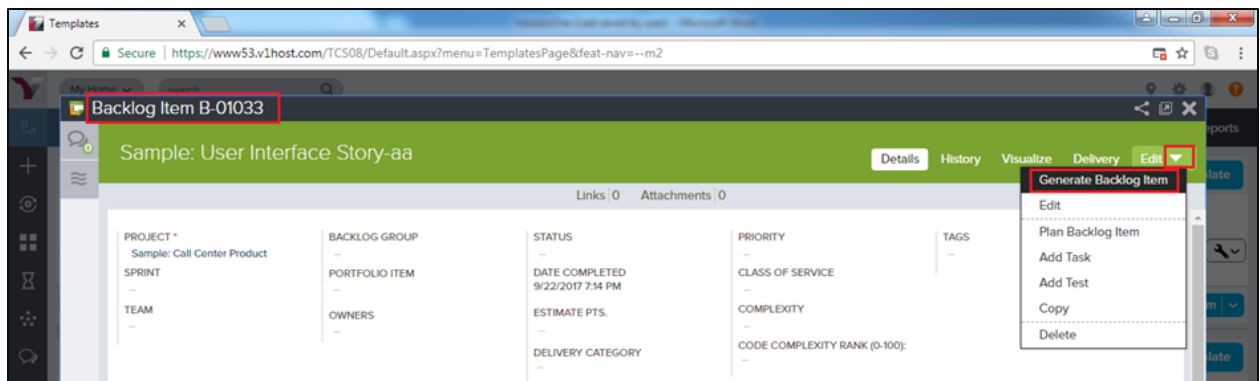 Templates
Secure | https://www53.v1host.com/TCS08/Default.aspx?menu=TemplatesPage&feat-nav=--m2
My Home search
Backlog Item B-01033
eports
Sample: User Interface Story-aa
Details History Visualize Delivery Edit
Generate Backlog Item
late
Links 0 Attachments 0
Edit
PROJECT * BACKLOG GROUP STATUS PRIORITY TAGS
Plan Backlog Item
Sample: Call Center Product -- -- -- --
SPRINT PORTFOLIO ITEM DATE COMPLETED CLASS OF SERVICE
Add Task
-- -- 9/22/2017 7:14 PM --
Add Test
TEAM OWNERS ESTIMATE PTS. COMPLEXITY
Copy
m
-- -- -- --
Delete
DELIVERY CATEGORY CODE COMPLEXITY RANK (0-100):
late
-- --